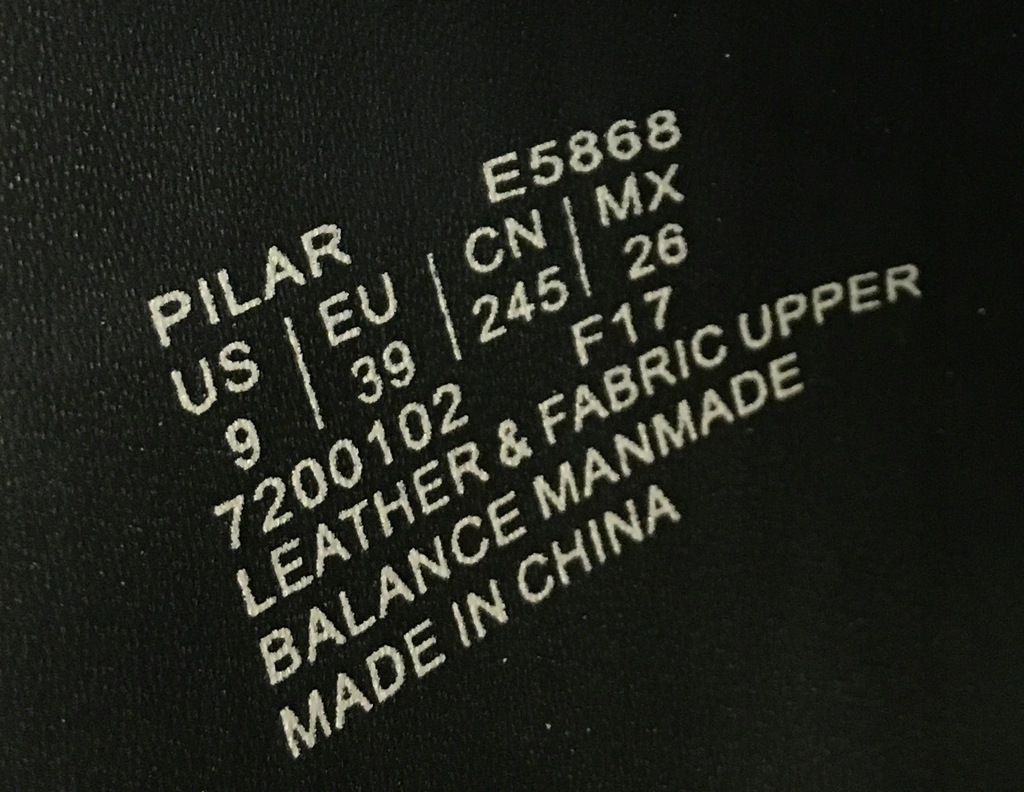 PILAR E5868
US | EU | CN | MX
9 | 39 | 245 | 26
7200102 F17
LEATHER & FABRIC UPPER
BALANCE MANMADE
MADE IN CHINA